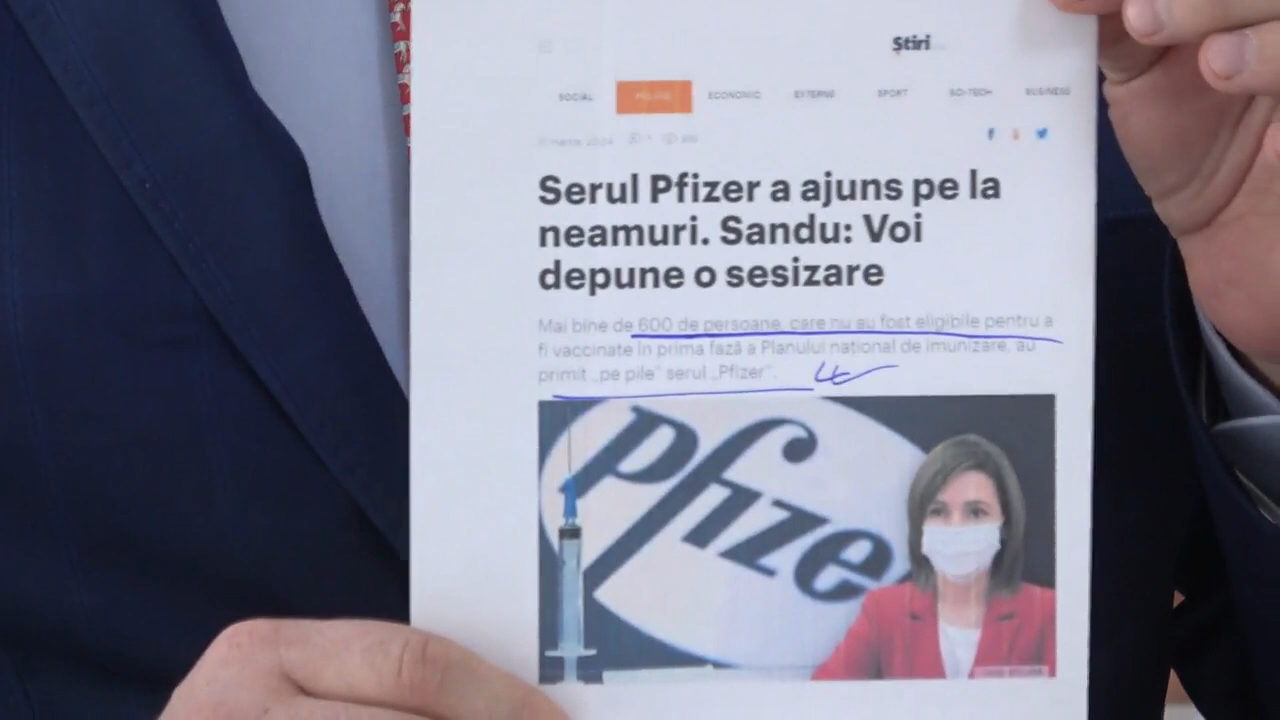 Știri
SOCIAL POLITIC ECONOMIC EXTERNE SPORT SCI-TECH BUSINESS
Serul Pfizer a ajuns pe la
neamuri. Sandu: Voi
depune o sesizare
Mai bine de 600 de persoane, care nu au fost eligibile pentru a
fi vaccinate în prima fază a Planului național de imunizare, au
primit „pe pile” serul „Pfizer”.
Pfizer